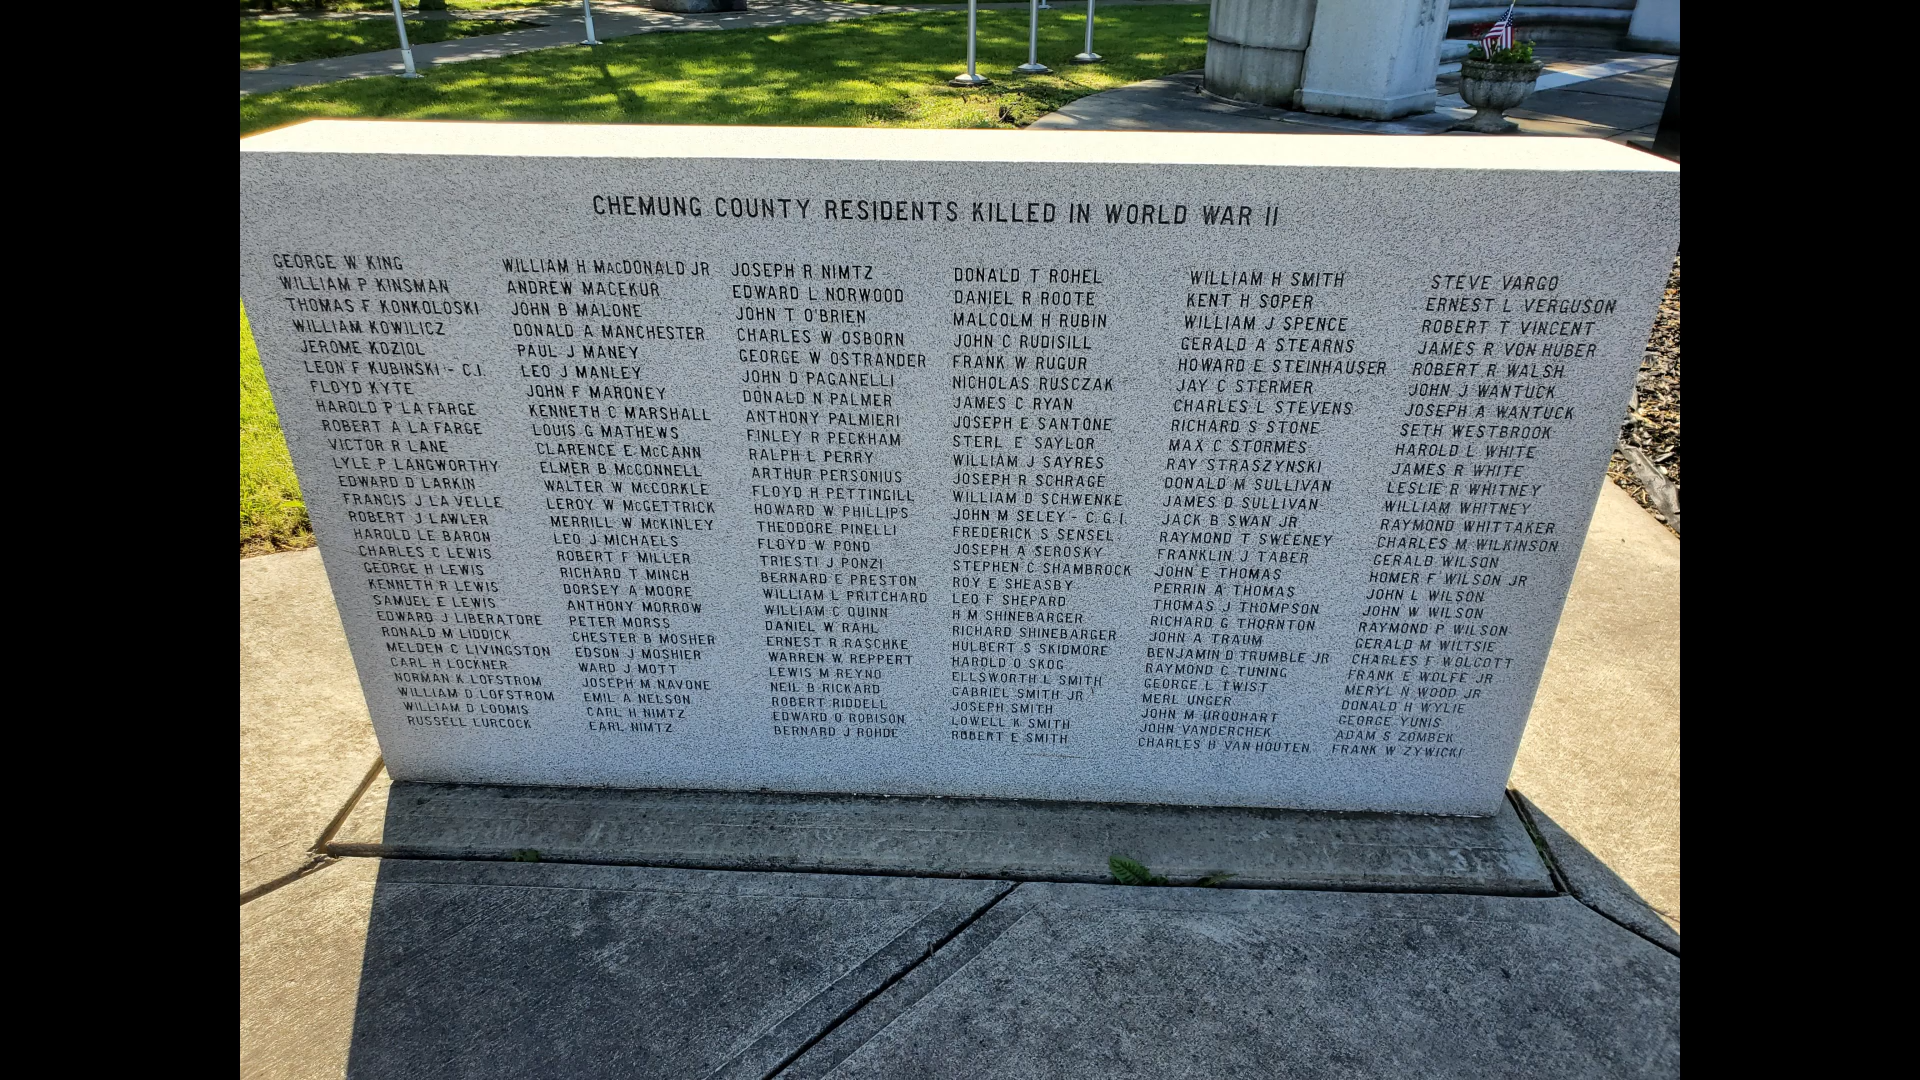 CHEMUNG COUNTY RESIDENTS KILLED IN WORLD WAR II
GEORGE W KING
WILLIAM P KINSMAN
THOMAS F KONKOLOSKI
WILLIAM KOWILICZ
JEROME KOZIOL
LEON F KUBINSKI - C.I.
FLOYD KYTE
HAROLD P LA FARGE
ROBERT A LA FARGE
VICTOR R LANE
LYLE P LANGWORTHY
EDWARD D LARKIN
FRANCIS J LA VELLE
ROBERT J LAWLER
HAROLD LE BARON
CHARLES C LEWIS
GEORGE H LEWIS
KENNETH R LEWIS
SAMUEL E LEWIS
EDWARD J LIBERATORE
RONALD M LIDDICK
MELDEN C LIVINGSTON
CARL H LOCKNER
NORMAN K LOFSTROM
WILLIAM D LOFSTROM
WILLIAM D LOOMIS
RUSSELL LURCOCK
WILLIAM H MACDONALD JR
ANDREW MACEKUR
JOHN B MALONE
DONALD A MANCHESTER
PAUL J MANEY
LEO J MANLEY
JOHN F MARONEY
KENNETH C MARSHALL
LOUIS G MATHEWS
CLARENCE E McCANN
ELMER B McCONNELL
WALTER W McCORKLE
LEROY W McGETTRICK
MERRILL W McKINLEY
LEO J MICHAELS
ROBERT F MILLER
RICHARD T MINCH
DORSEY A MOORE
ANTHONY MORROW
PETER MORSS
CHESTER B MOSHER
EDSON J MOSHIER
WARD J MOTT
JOSEPH M NAVONE
EMIL A NELSON
CARL H NIMTZ
EARL NIMTZ
JOSEPH R NIMTZ
EDWARD L NORWOOD
JOHN T O'BRIEN
CHARLES W OSBORN
GEORGE W OSTRANDER
JOHN D PAGANELLI
DONALD N PALMER
ANTHONY PALMIERI
FINLEY R PECKHAM
RALPH L PERRY
ARTHUR PERSONIUS
FLOYD H PETTINGILL
HOWARD W PHILLIPS
THEODORE PINELLI
FLOYD W POND
TRIESTI J PONZI
BERNARD E PRESTON
WILLIAM L PRITCHARD
WILLIAM C QUINN
DANIEL W RAHL
ERNEST R RASCHKE
WARREN W REPPERT
LEWIS M REYNO
NEIL B RICKARD
ROBERT RIDDELL
EDWARD O ROBISON
BERNARD J ROHDE
DONALD T ROHEL
DANIEL R ROOTE
MALCOLM H RUBIN
JOHN C RUDISILL
FRANK W RUGUR
NICHOLAS RUSCZAK
JAMES C RYAN
JOSEPH E SANTONE
STERL E SAYLOR
WILLIAM J SAYRES
JOSEPH R SCHRAGE
WILLIAM D SCHWENKE
JOHN M SELEY - C.G.I.
FREDERICK S SENSEL
JOSEPH A SEROSKY
STEPHEN C SHAMBROCK
ROY E SHEASBY
LEO F SHEPARD
H M SHINEBARGER
RICHARD SHINEBARGER
HULBERT S SKIDMORE
HAROLD O SKOG
ELLSWORTH L SMITH
GABRIEL SMITH JR
JOSEPH SMITH
LOWELL K SMITH
ROBERT E SMITH
WILLIAM H SMITH
KENT H SOPER
WILLIAM J SPENCE
GERALD A STEARNS
HOWARD E STEINHAUSER
JAY C STERMER
CHARLES L STEVENS
RICHARD S STONE
MAX C STORMES
RAY STRASZYNSKI
DONALD M SULLIVAN
JAMES D SULLIVAN
JACK B SWAN JR
RAYMOND T SWEENEY
FRANKLIN J TABER
JOHN E THOMAS
PERRIN A THOMAS
THOMAS J THOMPSON
RICHARD G THORNTON
JOHN A TRAUM
BENJAMIN D TRUMBLE JR
RAYMOND C TUNING
GEORGE L TWIST
MERL UNGER
JOHN M URQUHART
JOHN VANDERCHEK
CHARLES H VAN HOUTEN
STEVE VARGO
ERNEST L VERGUSON
ROBERT T VINCENT
JAMES R VON HUBER
ROBERT R WALSH
JOHN J WANTUCK
JOSEPH A WANTUCK
SETH WESTBROOK
HAROLD L WHITE
JAMES R WHITE
LESLIE R WHITNEY
WILLIAM WHITNEY
RAYMOND WHITTAKER
CHARLES M WILKINSON
GERALD WILSON
HOMER F WILSON JR
JOHN L WILSON
JOHN W WILSON
RAYMOND P WILSON
GERALD M WILTSIE
CHARLES F WOLCOTT
FRANK E WOLFE JR
MERYL N WOOD JR
DONALD H WYLIE
GEORGE YUNIS
ADAM S ZOMBEK
FRANK W ZYWICKI